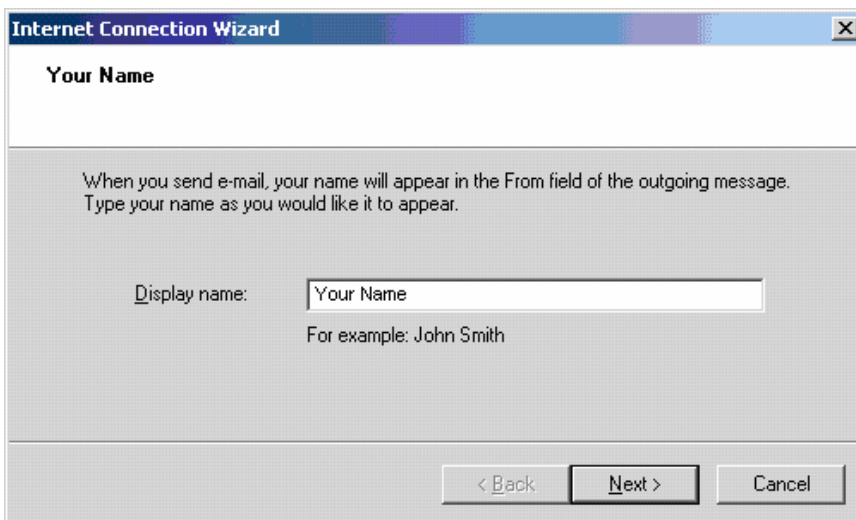 Internet Connection Wizard
Your Name
When you send e-mail, your name will appear in the From field of the outgoing message.
Type your name as you would like it to appear.
Display name: Your Name
For example: John Smith
< Back Next > Cancel